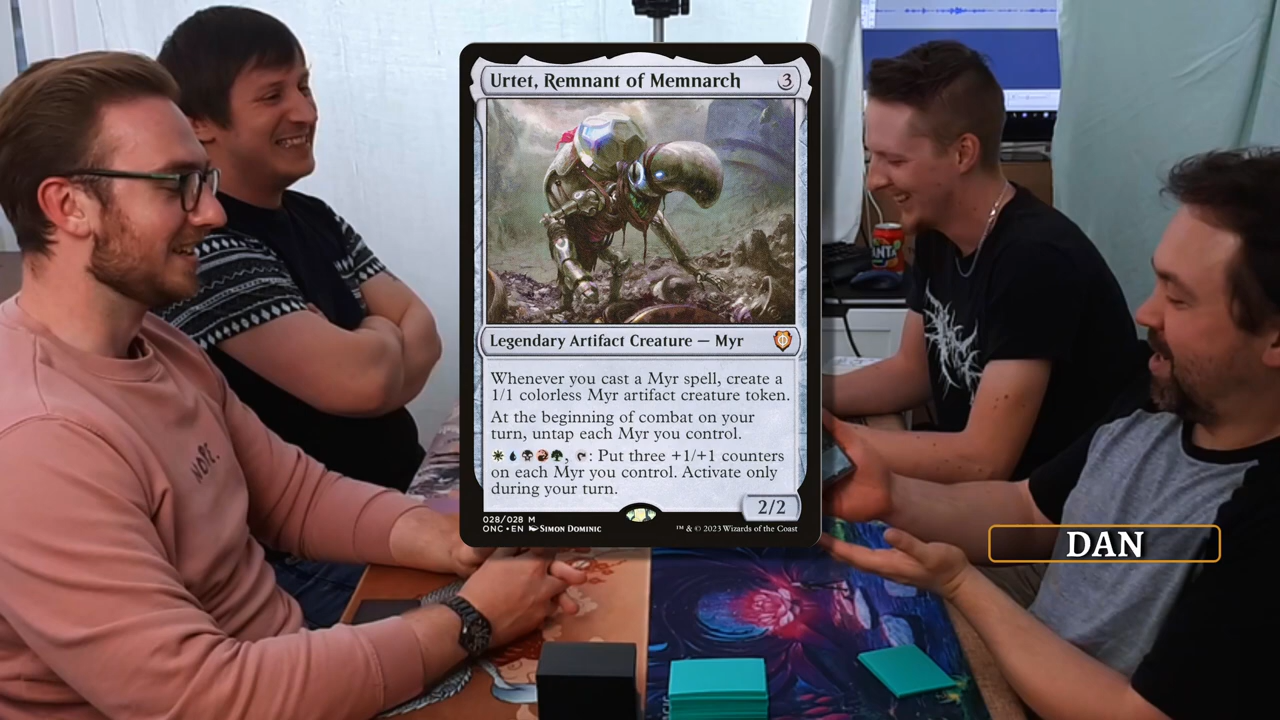 Urtet, Remnant of Memnarch 3
Legendary Artifact Creature — Myr
Whenever you cast a Myr spell, create a
1/1 colorless Myr artifact creature token.
At the beginning of combat on your
turn, untap each Myr you control.
: Put three +1/+1 counters
on each Myr you control. Activate only
during your turn.
2/2
028/028 M
ONC • EN Simon Dominic
™ & © 2023 Wizards of the Coast
NOPE.
FANTA
DAN